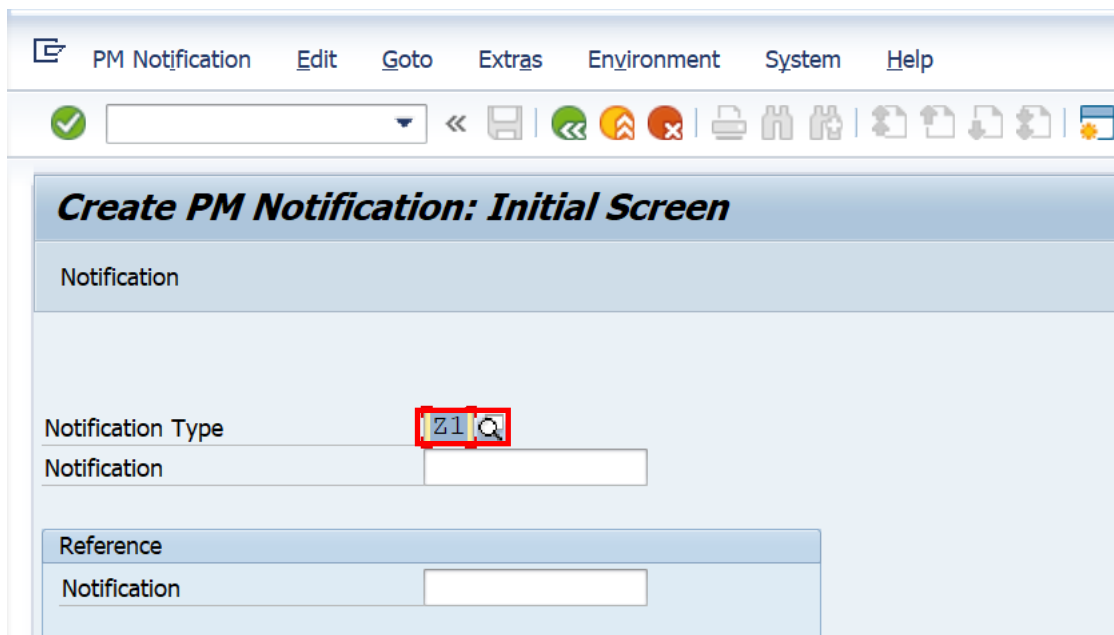 PM Notification Edit Goto Extras Environment System Help
Create PM Notification: Initial Screen
Notification
Notification Type Z1
Notification
Reference
Notification